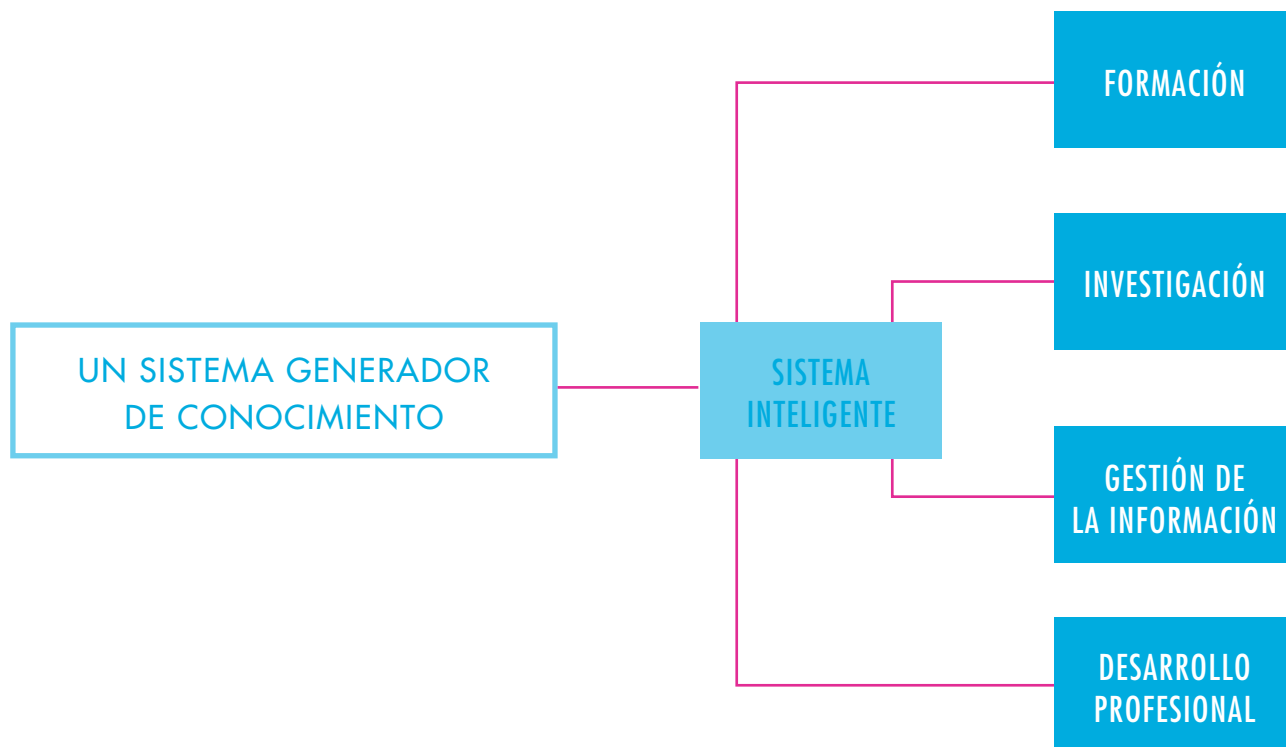 UN SISTEMA GENERADOR
DE CONOCIMIENTO
SISTEMA
INTELIGENTE
FORMACIÓN
INVESTIGACIÓN
GESTIÓN DE
LA INFORMACIÓN
DESARROLLO
PROFESIONAL